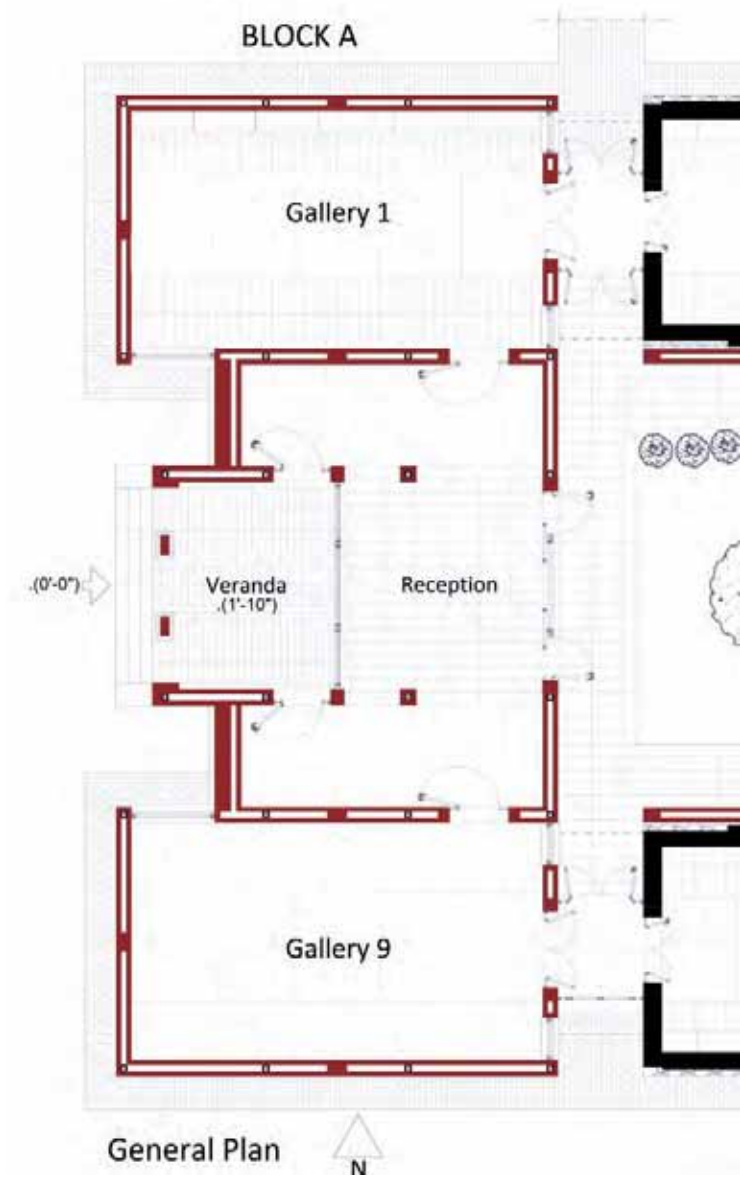 BLOCK A
Gallery 1
.(0'-0")
Veranda
.(1'-10")
Reception
Gallery 9
General Plan
N